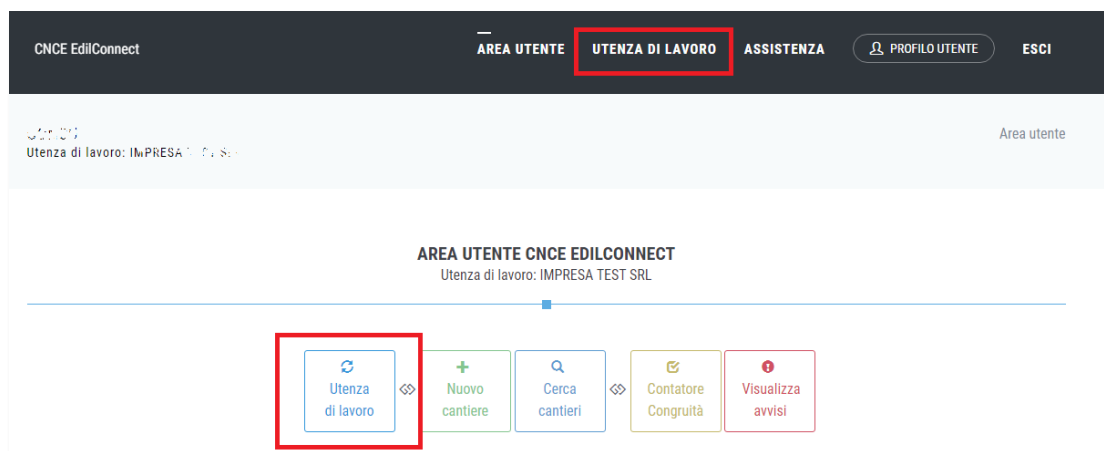 CNCE EdilConnect
AREA UTENTE UTENZA DI LAVORO ASSISTENZA PROFILO UTENTE ESCI
Area utente
Utenza di lavoro: IMPRESA
AREA UTENTE CNCE EDILCONNECT
Utenza di lavoro: IMPRESA TEST SRL
Utenza
di lavoro
Nuovo
cantiere
Cerca
cantieri
Contatore
Congruità
Visualizza
avvisi